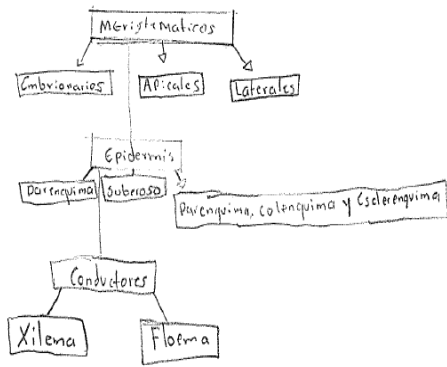 Meristematicos
Embrionarios
Apicales
Laterales
Epidermis
Parenquima
Suberoso
Parenquima, Colenquima y Esclerenquima
Conductores
Xilema
Floema